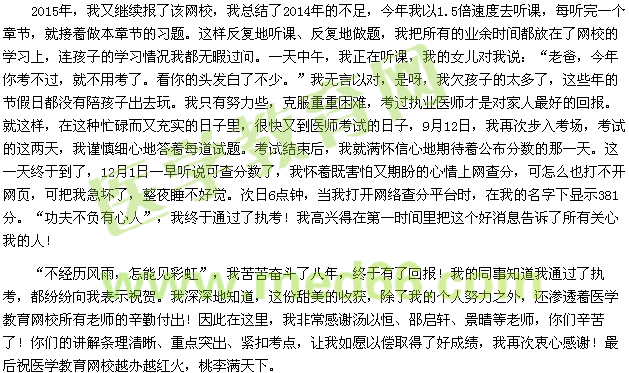 2015年，我又继续报了该网校，我总结了2014年的不足，今年我以1.5倍速度去听课，每听完一个
章节，就接着做本章节的习题。这样反复地听课、反复地做题，我把所有的业余时间都放在了网校的
学习上，连孩子的学习情况我都无暇过问。一天中午，我正在听课，我的女儿对我说：“老爸，今年
你考不过，就不用考了。看你的头发白了不少。”我无言以对，是呀，我欠孩子的太多了，这些年的
节假日都没有陪孩子出去玩。我只有努力些，克服重重困难，考过执业医师才是对家人最好的回报。
就这样，在这种忙碌而又充实的日子里，很快又到医师考试的日子，9月12日，我再次步入考场，考试
的这两天，我谨慎细心地答着每道试题。考试结束后，我就满怀信心地期待着公布分数的那一天。这
一天终于到了，12月1日一早听说可查分数了，我怀着既害怕又期盼的心情上网查分，可怎么也打不开
网页，可把我急坏了，整夜睡不好觉。次日6点钟，当我打开网络查分平台时，在我的名字下显示381
分。“功夫不负有心人”，我终于通过了执考！我高兴得在第一时间里把这个好消息告诉了所有关心
我的人！
“不经历风雨，怎能见彩虹”，我苦苦奋斗了八年，终于有了回报！我的同事知道我通过了执
考，都纷纷向我表示祝贺。我深深地知道，这份甜美的收获，除了我的个人努力之外，还渗透着医学
教育网校所有老师的辛勤付出！因此在这里，我非常感谢汤以恒、邵启轩、景晴等老师，你们辛苦
了！你们的讲解条理清晰、重点突出、紧扣考点，让我如愿以偿取得了好成绩，我再次衷心感谢！最
后祝医学教育网校越办越红火，桃李满天下。
医学教育网
www.med66.com